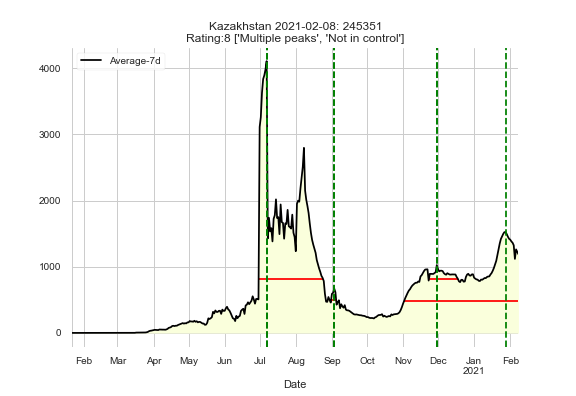 Kazakhstan 2021-02-08: 245351
Rating:8 ['Multiple peaks', 'Not in control']
Average-7d
4000
3000
2000
1000
0
Feb Mar Apr May Jun Jul Aug Sep Oct Nov Dec Jan Feb
2021
Date